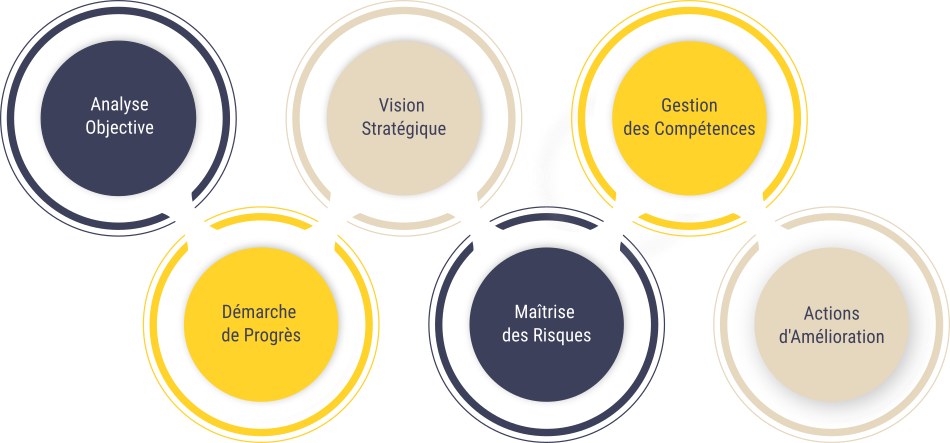 Analyse
Objective
Vision
Stratégique
Gestion
des Compétences
Démarche
de Progrès
Maîtrise
des Risques
Actions
d'Amélioration